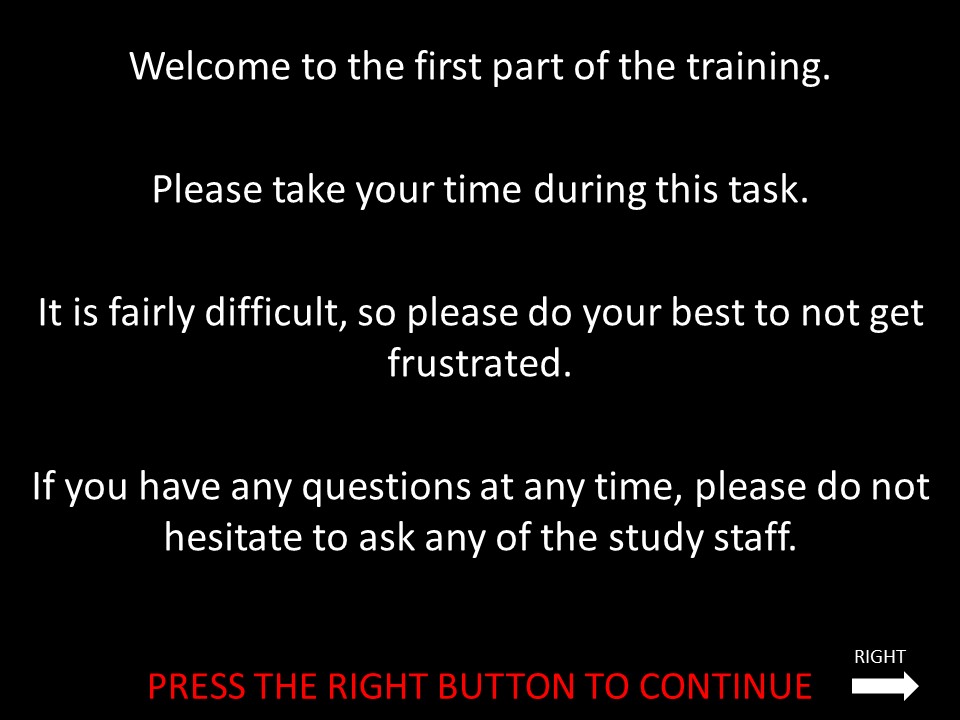 Welcome to the first part of the training.
Please take your time during this task.
It is fairly difficult, so please do your best to not get
frustrated.
If you have any questions at any time, please do not
hesitate to ask any of the study staff.
RIGHT
PRESS THE RIGHT BUTTON TO CONTINUE